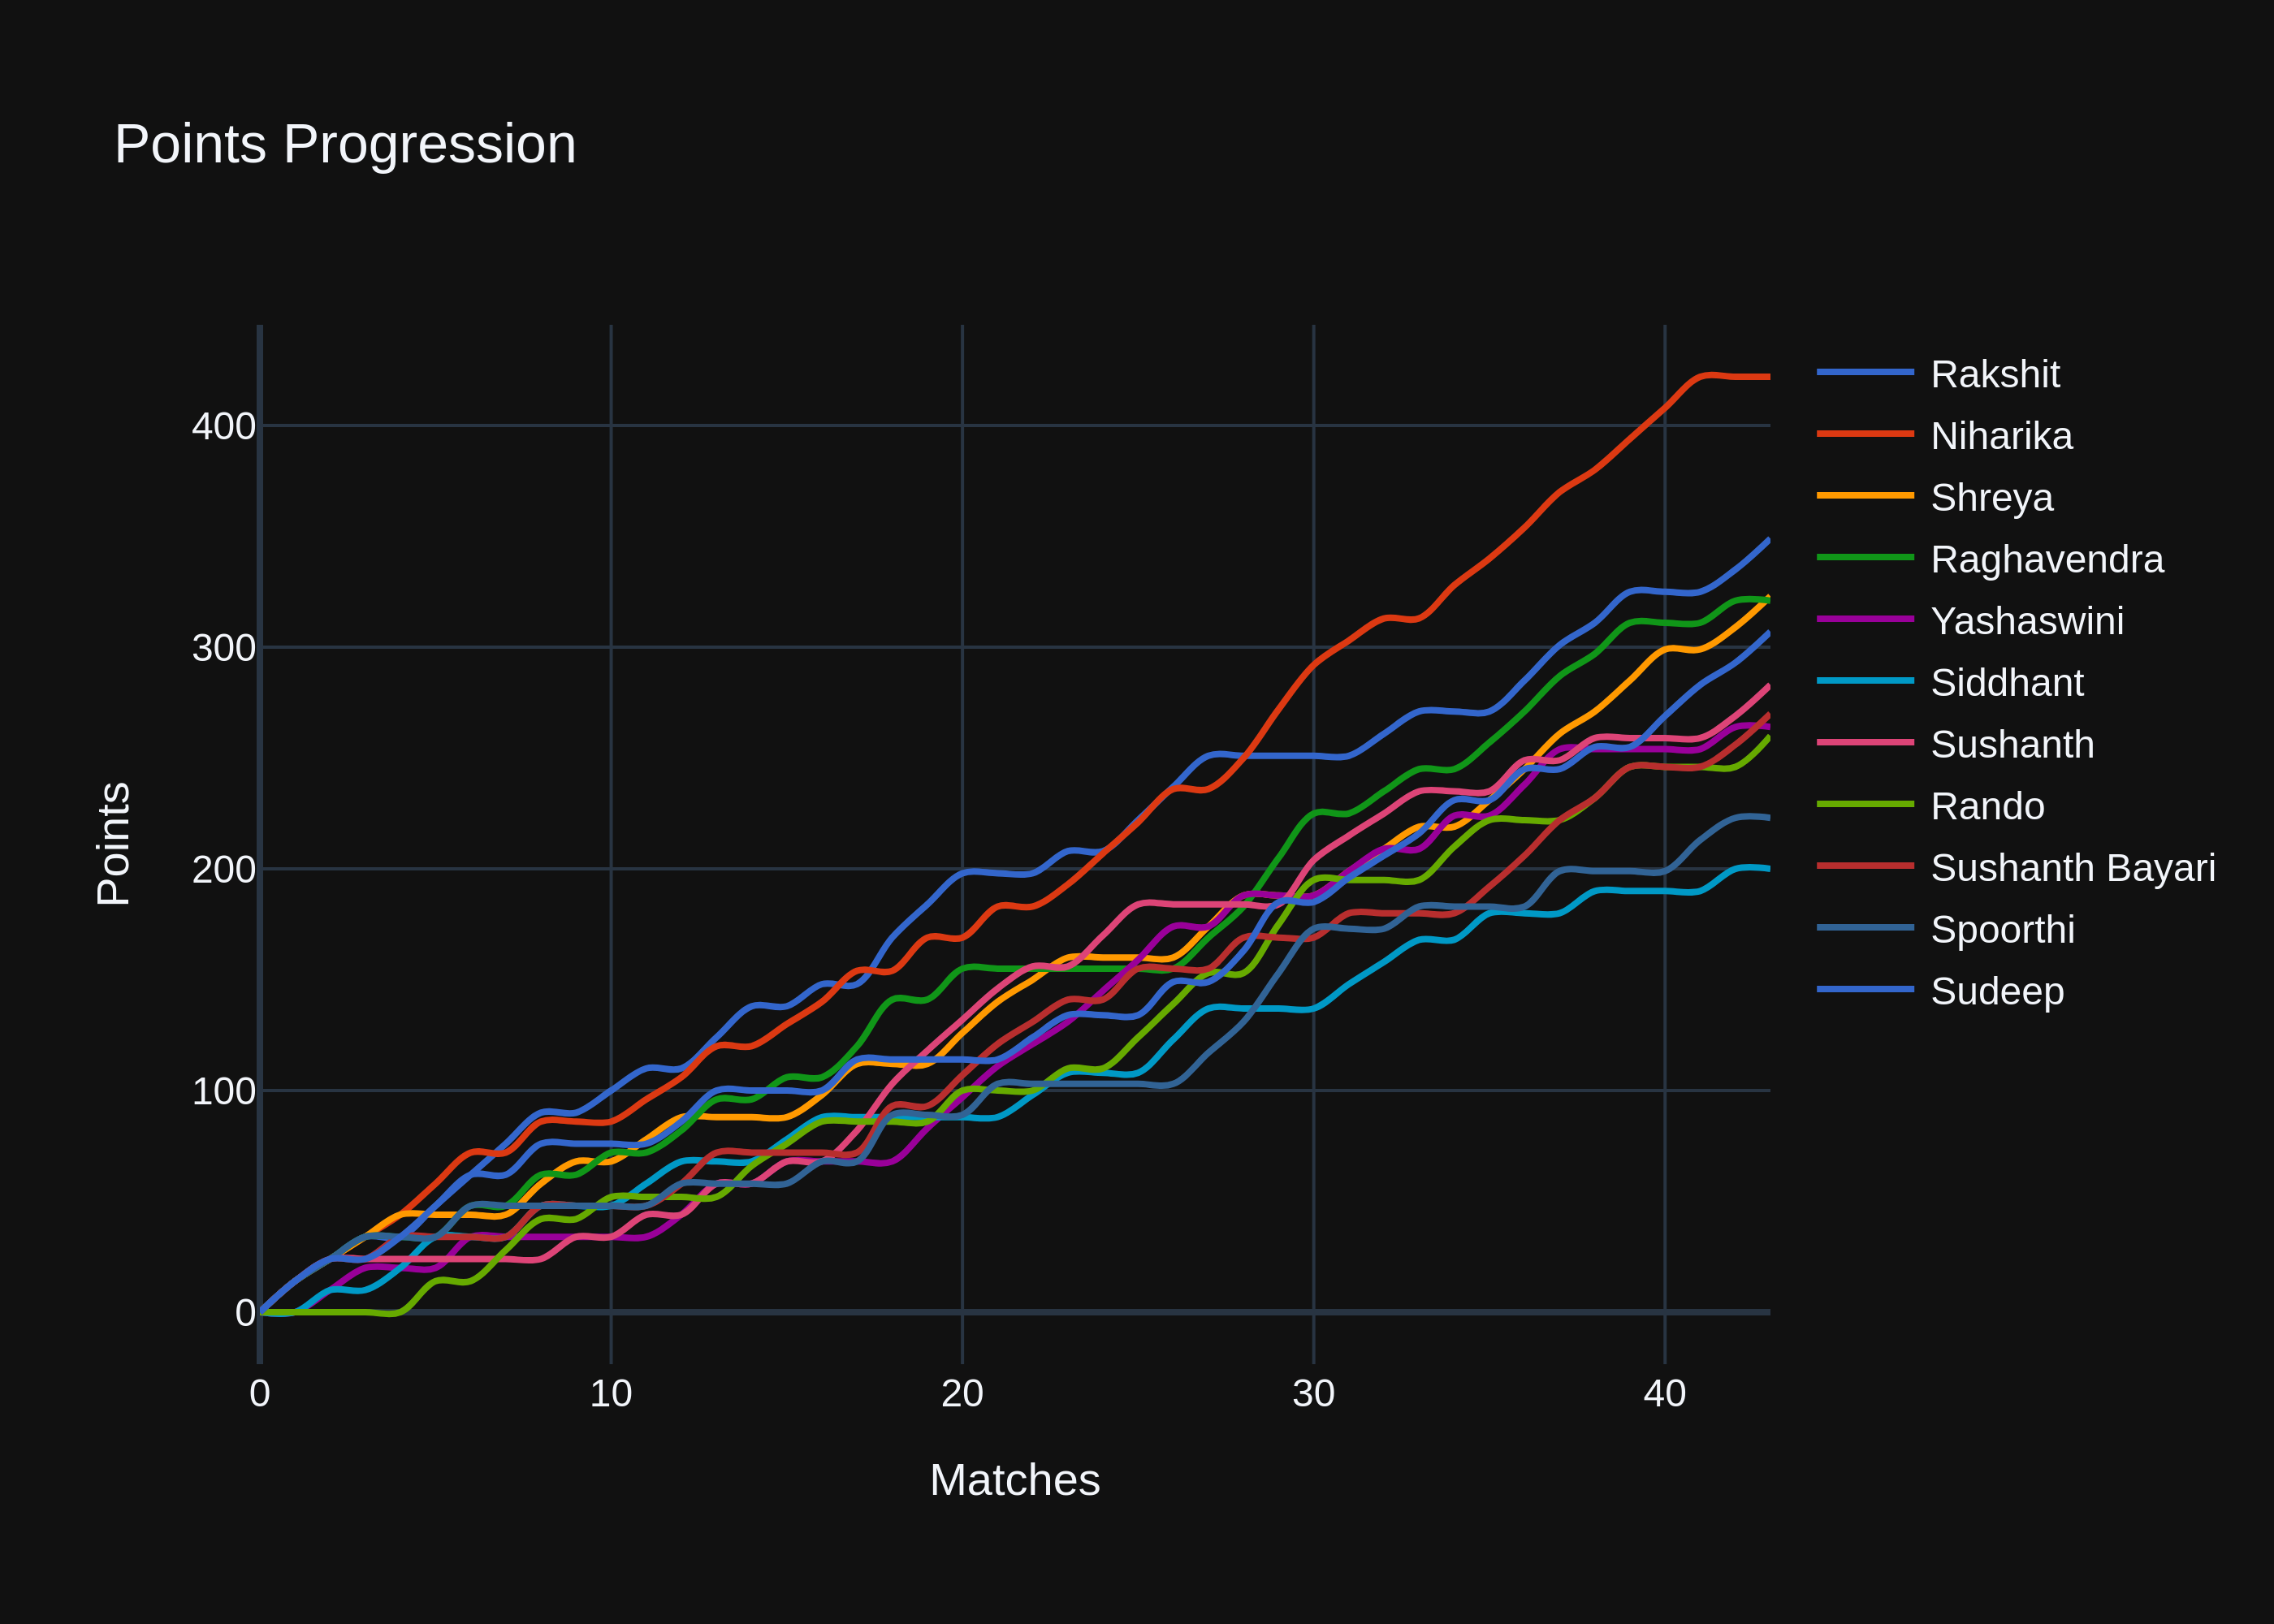 Points Progression
Points
400
300
200
100
0
0 10 20 30 40
Matches
Rakshit
Niharika
Shreya
Raghavendra
Yashaswini
Siddhant
Sushanth
Rando
Sushanth Bayari
Spoorthi
Sudeep